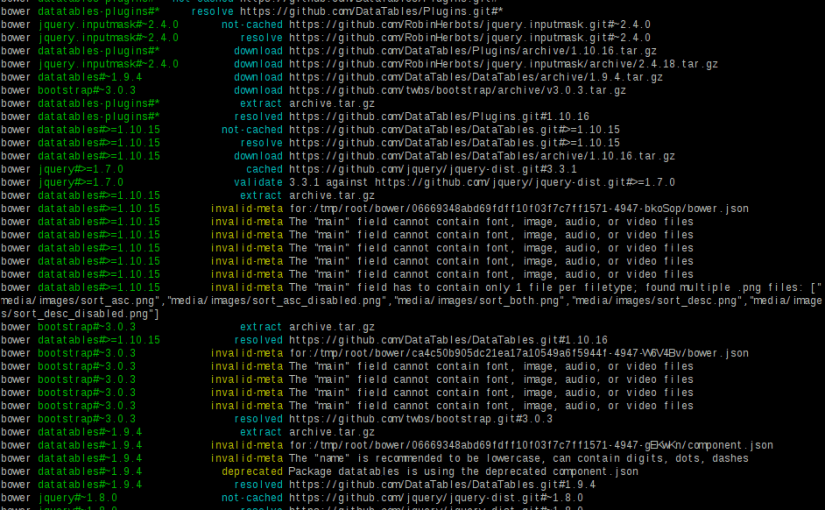 bower datatables-plugins#* resolve https://github.com/DataTables/Plugins.git#*
bower jquery.inputmask#~2.4.0 not-cached https://github.com/RobinHerbots/jquery.inputmask.git#~2.4.0
bower jquery.inputmask#~2.4.0 resolve https://github.com/RobinHerbots/jquery.inputmask.git#~2.4.0
bower datatables-plugins#* download https://github.com/DataTables/Plugins/archive/1.10.16.tar.gz
bower jquery.inputmask#~2.4.0 download https://github.com/RobinHerbots/jquery.inputmask/archive/2.4.18.tar.gz
bower datatables#~1.9.4 download https://github.com/DataTables/DataTables/archive/1.9.4.tar.gz
bower bootstrap#~3.0.3 download https://github.com/twbs/bootstrap/archive/v3.0.3.tar.gz
bower datatables-plugins#* extract archive.tar.gz
bower datatables-plugins#* resolved https://github.com/DataTables/Plugins.git#1.10.16
bower datatables#>=1.10.15 not-cached https://github.com/DataTables/DataTables.git#>=1.10.15
bower datatables#>=1.10.15 resolve https://github.com/DataTables/DataTables.git#>=1.10.15
bower datatables#>=1.10.15 download https://github.com/DataTables/DataTables/archive/1.10.16.tar.gz
bower jquery#>=1.7.0 cached https://github.com/jquery/jquery-dist.git#3.3.1
bower jquery#>=1.7.0 validate 3.3.1 against https://github.com/jquery/jquery-dist.git#>=1.7.0
bower datatables#>=1.10.15 extract archive.tar.gz
bower datatables#>=1.10.15 invalid-meta for:/tmp/root/bower/06669348abd69fdff10f03f7c7ff1571-4947-bkoSop/bower.json
bower datatables#>=1.10.15 invalid-meta The "main" field cannot contain font, image, audio, or video files
bower datatables#>=1.10.15 invalid-meta The "main" field cannot contain font, image, audio, or video files
bower datatables#>=1.10.15 invalid-meta The "main" field cannot contain font, image, audio, or video files
bower datatables#>=1.10.15 invalid-meta The "main" field cannot contain font, image, audio, or video files
bower datatables#>=1.10.15 invalid-meta The "main" field cannot contain font, image, audio, or video files
bower datatables#>=1.10.15 invalid-meta The "main" field has to contain only 1 file per filetype; found multiple .png files: ["
media/images/sort_asc.png","media/images/sort_asc_disabled.png","media/images/sort_both.png","media/images/sort_desc.png","media/image
s/sort_desc_disabled.png"]
bower bootstrap#~3.0.3 extract archive.tar.gz
bower datatables#>=1.10.15 resolved https://github.com/DataTables/DataTables.git#1.10.16
bower bootstrap#~3.0.3 invalid-meta for:/tmp/root/bower/ca4c50b905dc21ea17a10549a6f5944f-4947-W6V4Bv/bower.json
bower bootstrap#~3.0.3 invalid-meta The "main" field cannot contain font, image, audio, or video files
bower bootstrap#~3.0.3 invalid-meta The "main" field cannot contain font, image, audio, or video files
bower bootstrap#~3.0.3 invalid-meta The "main" field cannot contain font, image, audio, or video files
bower bootstrap#~3.0.3 invalid-meta The "main" field cannot contain font, image, audio, or video files
bower bootstrap#~3.0.3 resolved https://github.com/twbs/bootstrap.git#3.0.3
bower datatables#~1.9.4 extract archive.tar.gz
bower datatables#~1.9.4 invalid-meta for:/tmp/root/bower/06669348abd69fdff10f03f7c7ff1571-4947-gEKwKn/component.json
bower datatables#~1.9.4 invalid-meta The "name" is recommended to be lowercase, can contain digits, dots, dashes
bower datatables#~1.9.4 deprecated Package datatables is using the deprecated component.json
bower datatables#~1.9.4 resolved https://github.com/DataTables/DataTables.git#1.9.4
bower jquery#~1.8.0 not-cached https://github.com/jquery/jquery-dist.git#~1.8.0